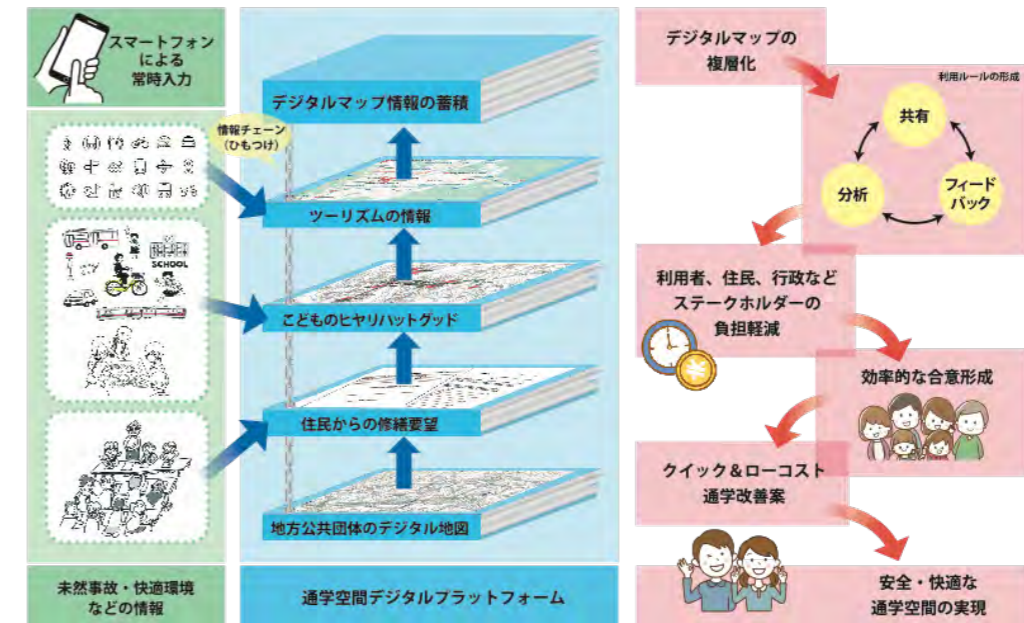 スマートフォン
による
常時入力
SCHOOL
未然事故・快適環境
などの情報
デジタルマップ情報の蓄積
情報チェーン
(ひもつけ)
ツーリズムの情報
こどものヒヤリハットグッド
住民からの修繕要望
地方公共団体のデジタル地図
通学空間デジタルプラットフォーム
デジタルマップの
複層化
利用ルールの形成
共有
分析
フィード
バック
利用者、住民、行政など
ステークホルダーの
負担軽減
¥
効率的な合意形成
クイック&ローコスト
通学改善案
安全・快適な
通学空間の実現